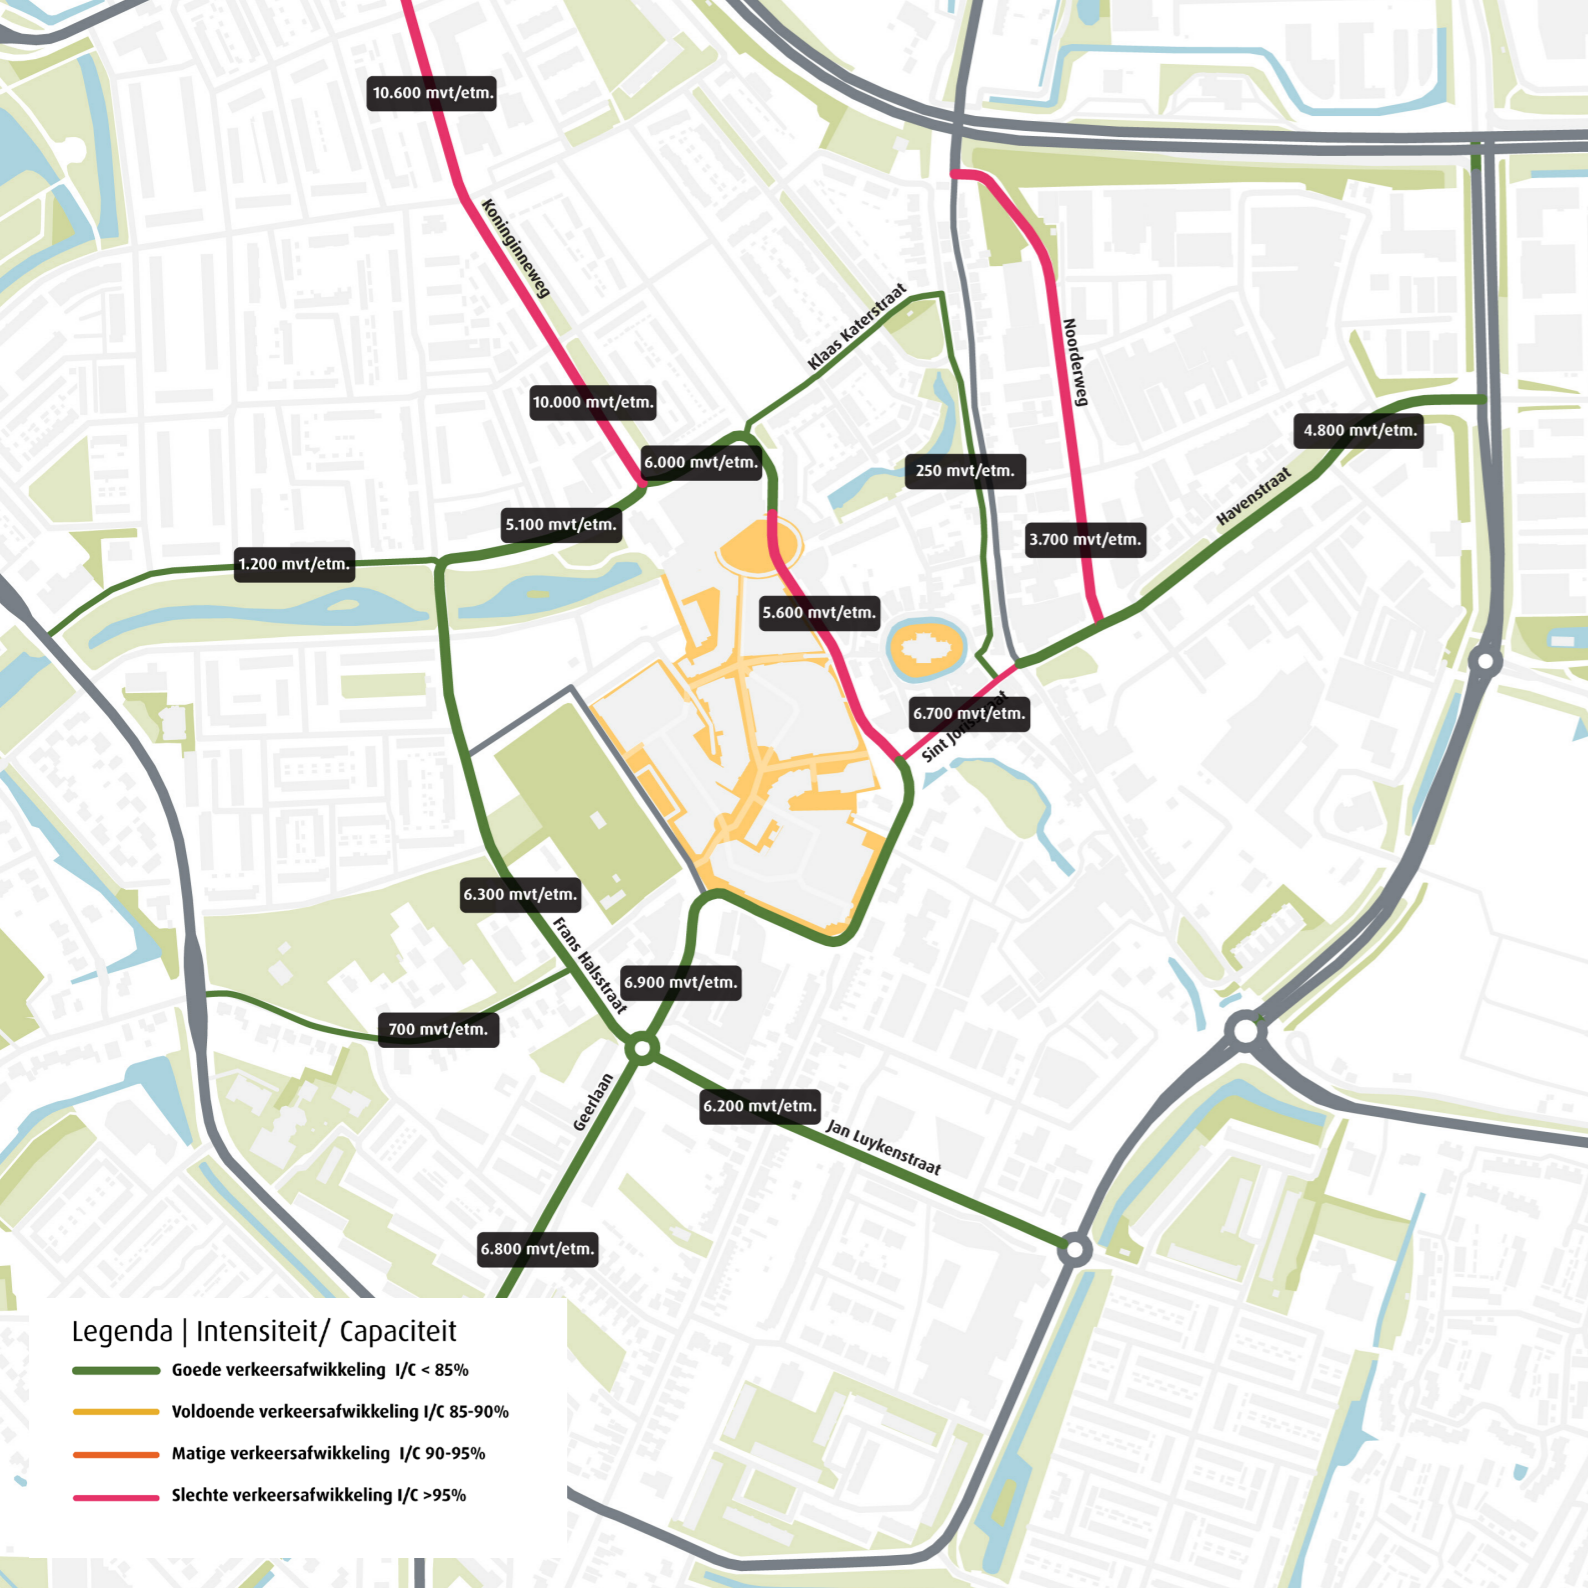 10.600 mvt/etm.
Koninginneweg
Klaas Katerstraat
Noorderweg
10.000 mvt/etm.
4.800 mvt/etm.
6.000 mvt/etm.
250 mvt/etm.
Havenstraat
5.100 mvt/etm.
3.700 mvt/etm.
1.200 mvt/etm.
5.600 mvt/etm.
6.700 mvt/etm.
Sint Jorisstraat
6.300 mvt/etm.
Frans Halsstraat
6.900 mvt/etm.
700 mvt/etm.
Geerlaan
6.200 mvt/etm.
Jan Luykenstraat
6.800 mvt/etm.
Legenda | Intensiteit/ Capaciteit
Goede verkeersafwikkeling I/C < 85%
Voldoende verkeersafwikkeling I/C 85-90%
Matige verkeersafwikkeling I/C 90-95%
Slechte verkeersafwikkeling I/C >95%